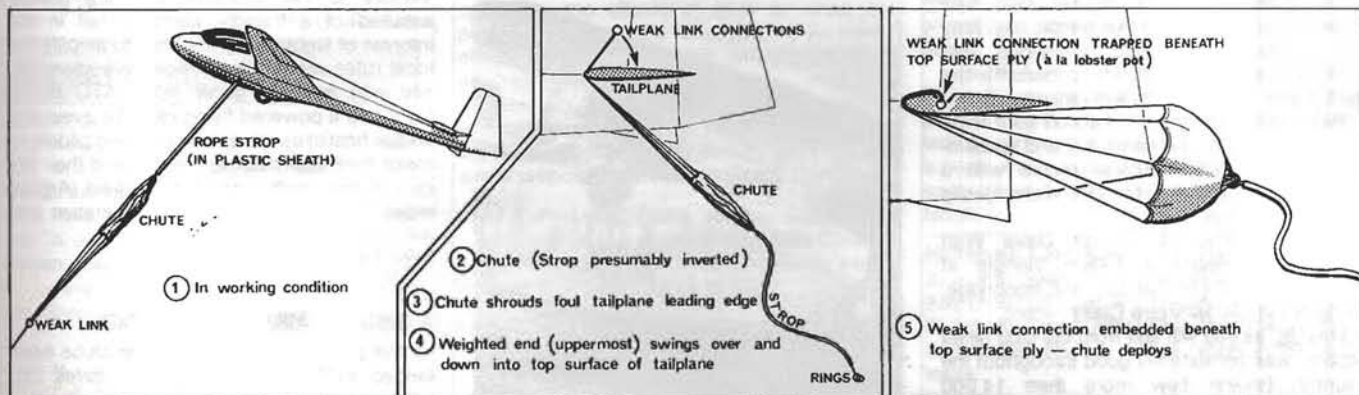 ROPE STROP
(IN PLASTIC SHEATH)
CHUTE
① In working condition
WEAK LINK
WEAK LINK CONNECTIONS
TAILPLANE
CHUTE
② Chute (Strop presumably inverted)
③ Chute shrouds foul tailplane leading edge
④ Weighted end (uppermost) swings over and
down into top surface of tailplane
STROP
RINGS
WEAK LINK CONNECTION TRAPPED BENEATH
TOP SURFACE PLY (à la lobster pot)
⑤ Weak link connection embedded beneath
top surface ply — chute deploys